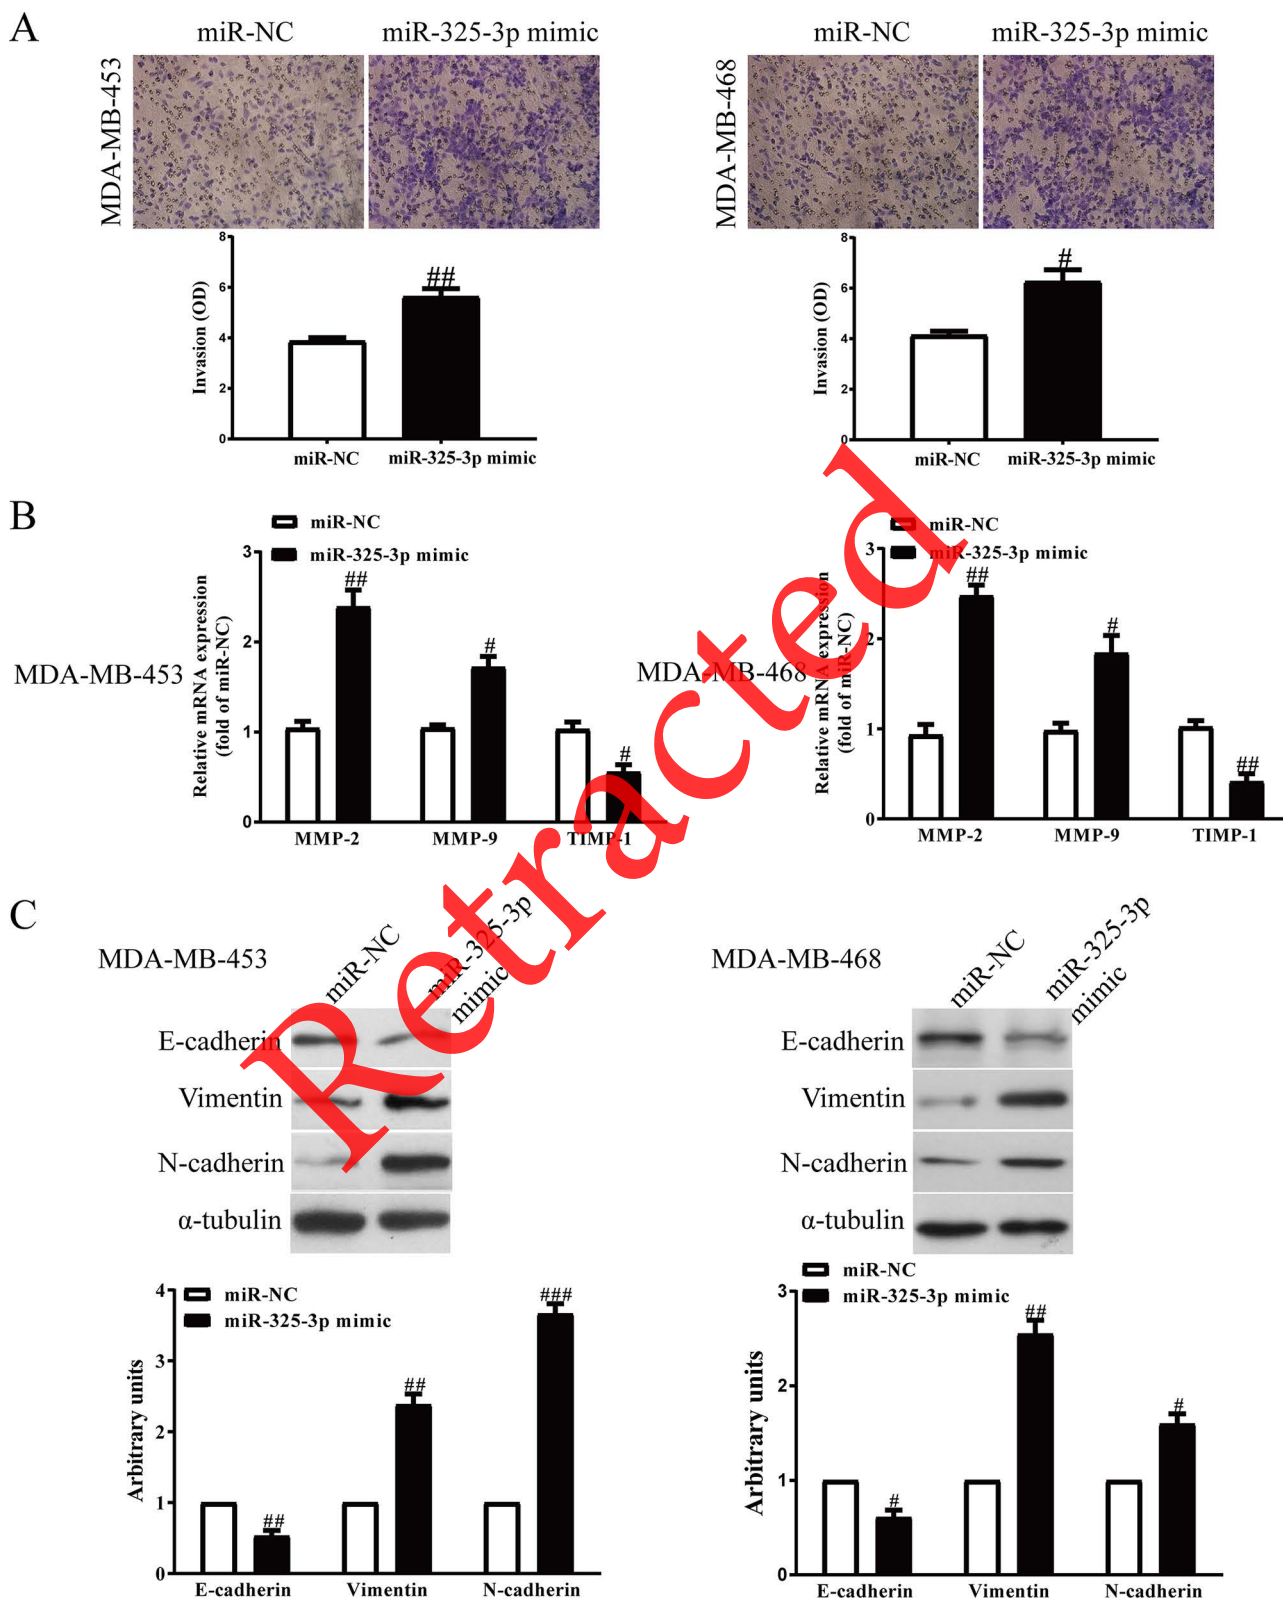 A
miR-NC
miR-325-3p mimic
miR-NC
miR-325-3p mimic
MDA-MB-453
MDA-MB-468
8
6
4
2
0
Invasion (OD)
##
miR-NC
miR-325-3p mimic
8
6
4
2
0
Invasion (OD)
#
miR-NC
miR-325-3p mimic
B
MDA-MB-453
miR-NC
miR-325-3p mimic
Relative mRNA expression
(fold of miR-NC)
3
2
1
0
##
#
#
MMP-2
MMP-9
TIMP-1
MDA-MB-468
miR-NC
miR-325-3p mimic
Relative mRNA expression
(fold of miR-NC)
3
2
1
0
##
#
##
MMP-2
MMP-9
TIMP-1
Retracted
C
MDA-MB-453
miR-NC
miR-325-3p
mimic
E-cadherin
Vimentin
N-cadherin
α-tubulin
MDA-MB-468
miR-NC
miR-325-3p
mimic
E-cadherin
Vimentin
N-cadherin
α-tubulin
miR-NC
miR-325-3p mimic
Arbitrary units
4
3
2
1
0
##
##
###
E-cadherin
Vimentin
N-cadherin
miR-NC
miR-325-3p mimic
Arbitrary units
3
2
1
0
#
##
#
E-cadherin
Vimentin
N-cadherin